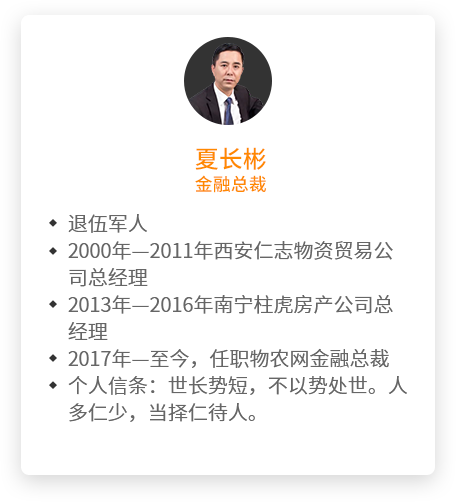 夏长彬
金融总裁
退伍军人
2000年—2011年西安仁志物资贸易公
司总经理
2013年—2016年南宁柱虎房产公司总
经理
2017年—至今，任职物农网金融总裁
个人信条：世长势短，不以势处世。人
多仁少，当择仁待人。